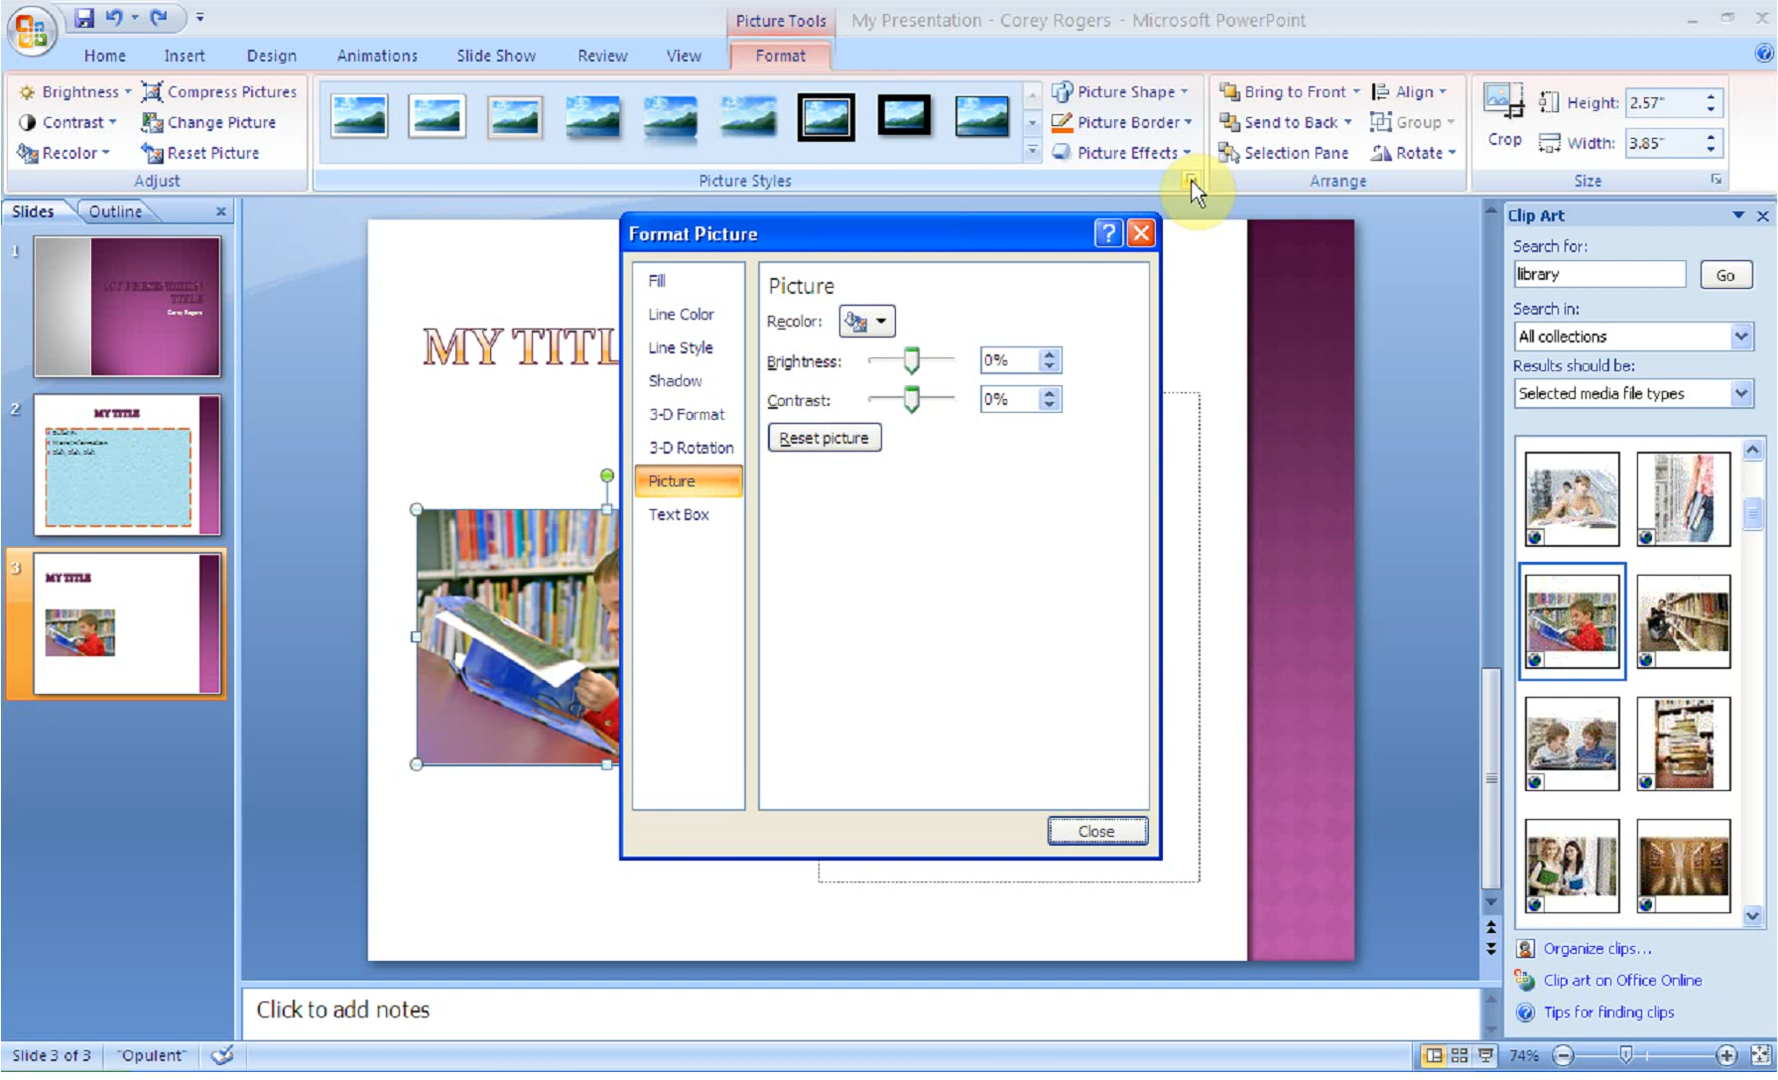 Picture Tools
My Presentation - Corey Rogers - Microsoft PowerPoint
Home Insert Design Animations Slide Show Review View Format
Brightness Compress Pictures
Contrast Change Picture
Recolor Reset Picture
Adjust
Picture Styles
Picture Shape
Picture Border
Picture Effects
Bring to Front Align
Send to Back Group
Selection Pane Rotate
Arrange
Crop
Height: 2.57"
Width: 3.85"
Size
Slides Outline
1
MY PRESENTATION
TITLE
Corey Rogers
2
MY TITLE
3
MY TITLE
MY TITL
Format Picture
?
Fill
Line Color
Line Style
Shadow
3-D Format
3-D Rotation
Picture
Text Box
Picture
Recolor:
Brightness: 0%
Contrast: 0%
Reset picture
Close
Clip Art
Search for:
library Go
Search in:
All collections
Results should be:
Selected media file types
Organize clips...
Clip art on Office Online
Tips for finding clips
Click to add notes
Slide 3 of 3 "Opulent" 74%